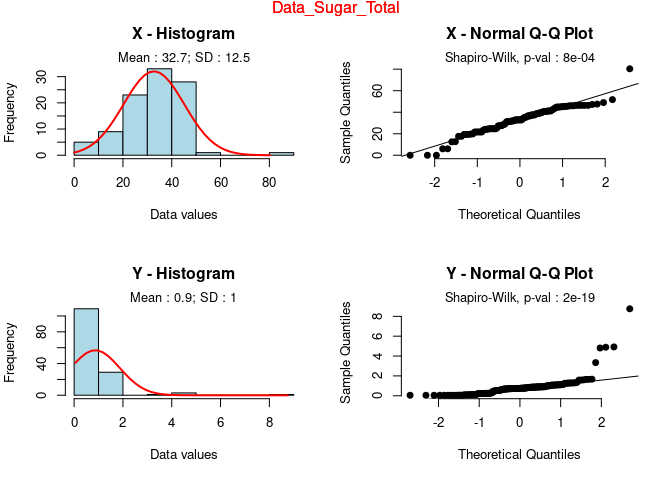 Data_Sugar_Total
X - Histogram
Mean : 32.7; SD : 12.5
Frequency
0 10 20 30
0 20 40 60 80
Data values
X - Normal Q-Q Plot
Shapiro-Wilk, p-val : 8e-04
Sample Quantiles
0 20 60
-2 -1 0 1 2
Theoretical Quantiles
Y - Histogram
Mean : 0.9; SD : 1
Frequency
0 40 80
0 2 4 6 8
Data values
Y - Normal Q-Q Plot
Shapiro-Wilk, p-val : 2e-19
Sample Quantiles
0 2 4 6 8
-2 -1 0 1 2
Theoretical Quantiles